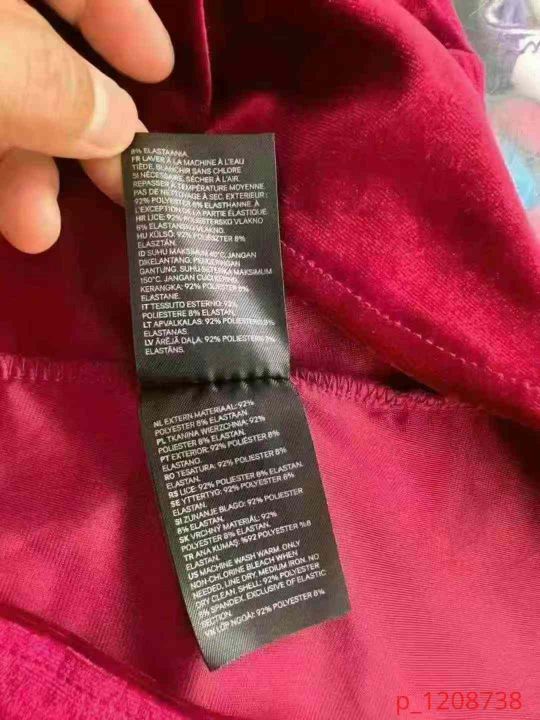 8% ELASTAANIA.
FR LAVER À LA MACHINE À L'EAU
TIÈDE, BLANCHIR SANS CHLORE
SI NÉCESSAIRE, SÉCHER À L'AIR,
REPASSER À TEMPÉRATURE MOYENNE,
PAS DE NETTOYAGE À SEC, EXTERIEUR:
92% POLYESTER 8% ELASTHANNE. À
L'EXCEPTION DE LA PARTIE ÉLASTIQUE.
HR LICE: 92% POLIESTERSKO VLAKNO
8% ELASTANSKO VLAKNO
HU KÜLSŐ: 92% POLIÉSZTER 8%
ELASZTÁN.
ID SUHU MAKSIMUM 40°C, JANGAN
DIKELANTANG, PENGERINGAN
GANTUNG, SUHU SETERIKA MAKSIMUM
150°C, JANGAN CUCI KERING,
KERANGKA: 92% POLYESTER 8%
ELASTANE.
IT TESSUTO ESTERNO: 92%
POLIESTERE 8% ELASTAN.
LT APVALKALAS: 92% POLYESTER 8%
ELASTANAS.
LV ĀRĒJĀ DAĻA: 92% POLYESTER 8%
ELASTĀNS.
NL EXTERN MATERIAAL: 92%
POLYESTER 8% ELASTAAN
PL TKANINA WIERZCHNIA: 92%
POLIESTER 8% ELASTAN.
PT EXTERIOR: 92% POLIÉSTER 8%
ELASTANO.
RO TESATURA: 92% POLIESTER 8%
ELASTAN.
RS LICE: 92% POLIESTER 8% ELASTAN.
SE YTTERTYG: 92% POLYESTER 8%
ELASTAN.
SI ZUNANJE BLAGO: 92% POLIESTER
8% ELASTAN.
SK VRCHNÝ MATERIÁL: 92%
POLYESTER 8% ELASTAN.
TR ANA KUMAŞ: %92 POLYESTER %8
ELASTAN.
US MACHINE WASH WARM, ONLY
NON-CHLORINE BLEACH WHEN
NEEDED, LINE DRY, MEDIUM IRON, NO
DRY CLEAN, SHELL: 92% POLYESTER
8% SPANDEX. EXCLUSIVE OF ELASTIC
SECTION.
VN LỚP NGOÀI: 92% POLYESTER 8%
p_1208738